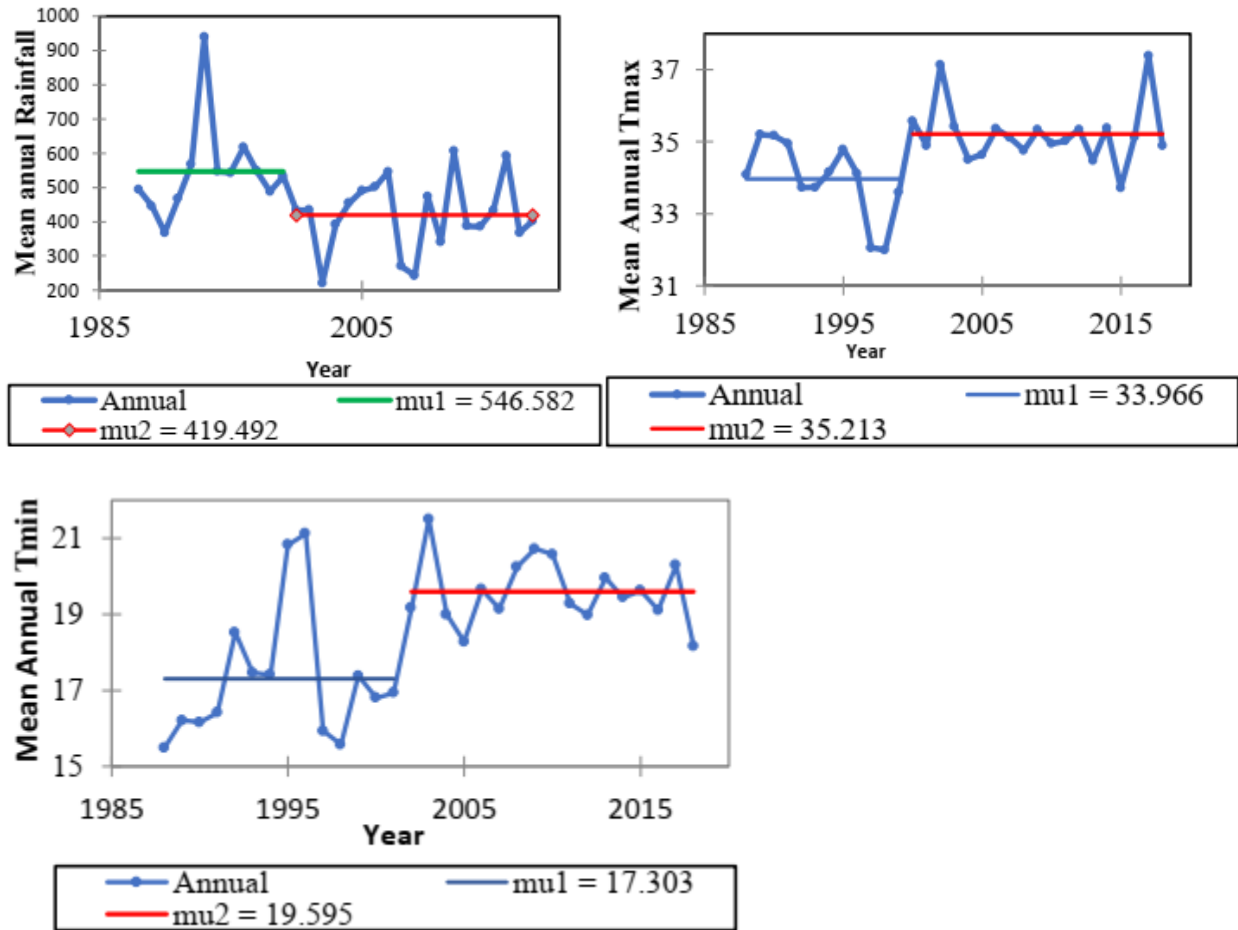 Mean anual Rainfall
1000
900
800
700
600
500
400
300
200
1985
2005
Year
Annual
mu1 = 546.582
mu2 = 419.492
Mean Annual Tmax
37
35
33
31
1985
1995
2005
2015
Year
Annual
mu1 = 33.966
mu2 = 35.213
Mean Annual Tmin
21
19
17
15
1985
1995
2005
2015
Year
Annual
mu1 = 17.303
mu2 = 19.595